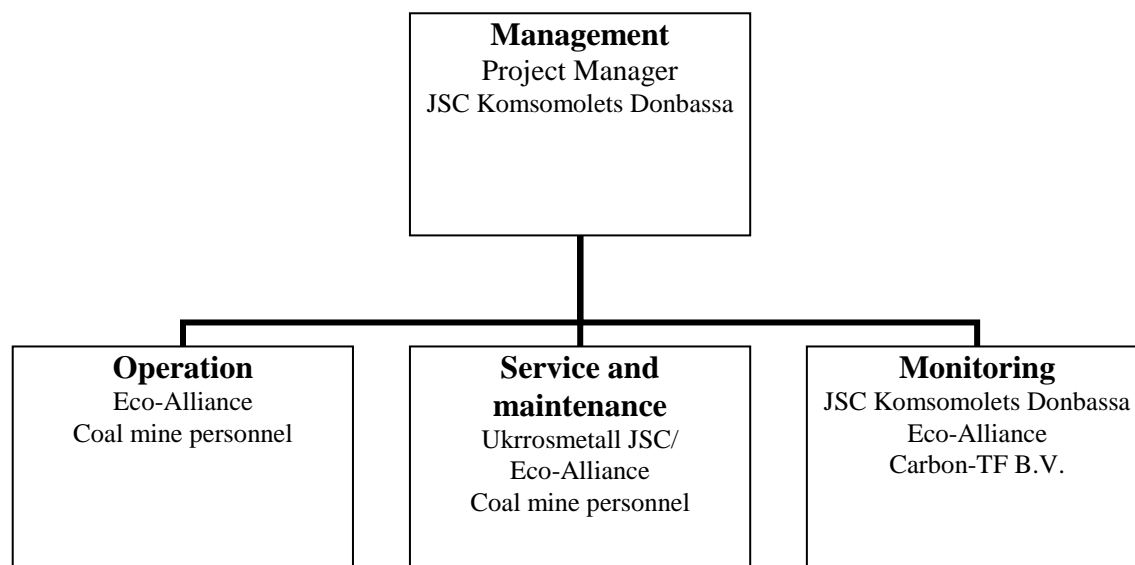 Management
Project Manager
JSC Komsomolets Donbassa
Operation
Eco-Alliance
Coal mine personnel
Service and
maintenance
Ukrrosmetall JSC/
Eco-Alliance
Coal mine personnel
Monitoring
JSC Komsomolets Donbassa
Eco-Alliance
Carbon-TF B.V.